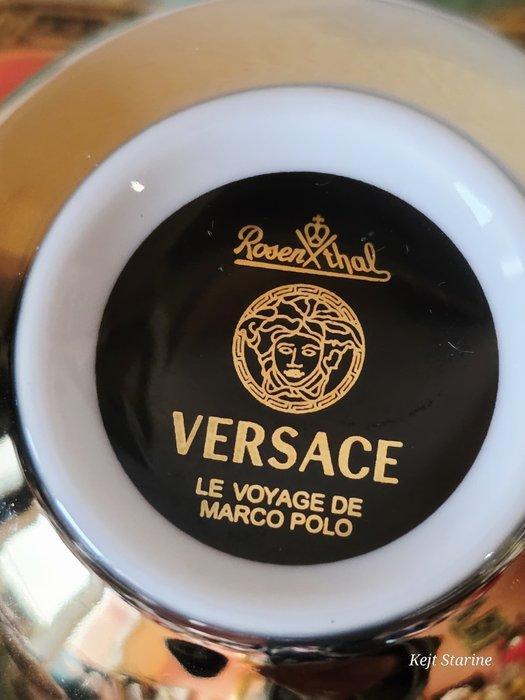 Rosenthal
VERSACE
LE VOYAGE DE
MARCO POLO
Kejt Starine